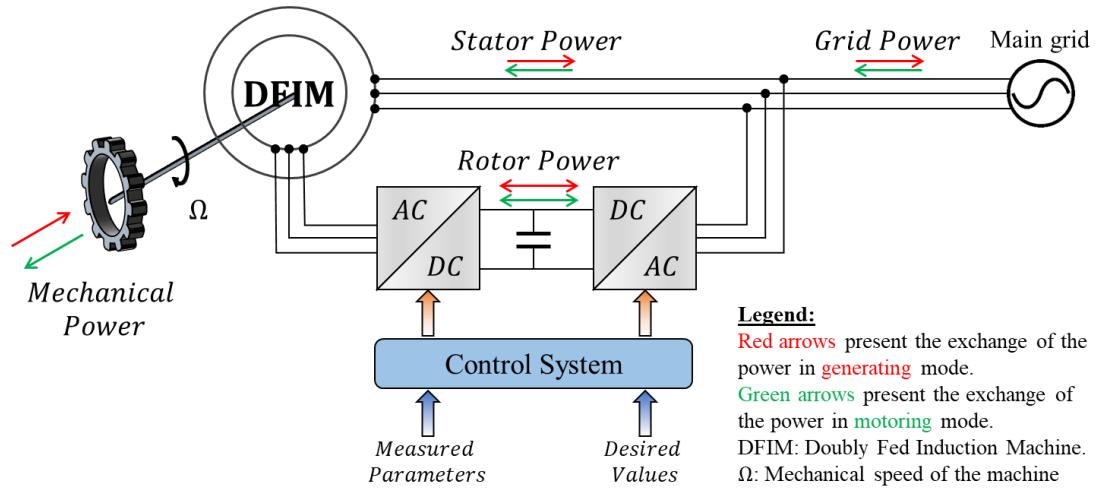 Stator Power
Grid Power
Main grid
DFIM
Rotor Power
Ω
AC
DC
DC
AC
Mechanical
Power
Control System
Measured
Parameters
Desired
Values
Legend:
Red arrows present the exchange of the
power in generating mode.
Green arrows present the exchange of
the power in motoring mode.
DFIM: Doubly Fed Induction Machine.
Ω: Mechanical speed of the machine